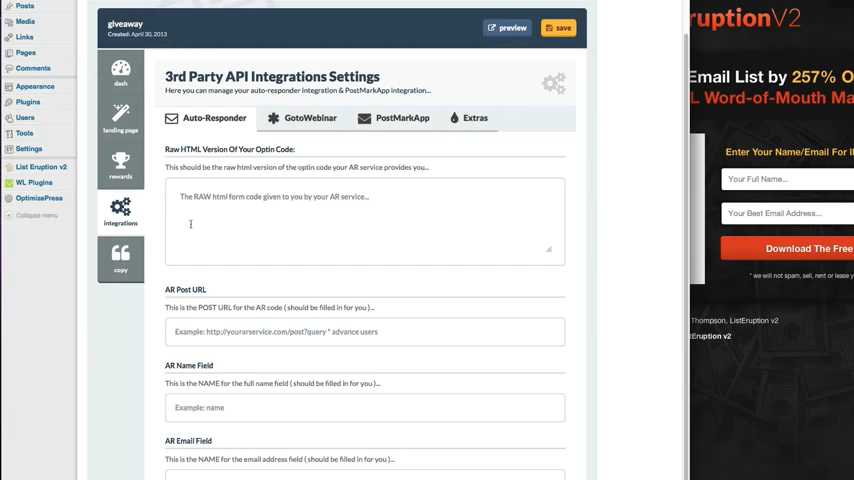 Posts
Media
Links
Pages
Comments
Appearance
Plugins
Users
Tools
Settings
List Eruption v2
WL Plugins
OptimizePress
Collapse menu
giveaway
Created: April 30, 2013
preview
save
dash
landing page
rewards
integrations
copy
3rd Party API Integrations Settings
Here you can manage your auto-responder integration & PostMarkApp integration...
Auto-Responder
GotoWebinar
PostMarkApp
Extras
Raw HTML Version Of Your Optin Code:
This should be the raw html version of the optin code your AR service provides you...
The RAW html form code given to you by your AR service...
AR Post URL
This is the POST URL for the AR code ( should be filled in for you )...
Example: http://yourarservice.com/post?query * advance users
AR Name Field
This is the NAME for the full name field ( should be filled in for you )...
Example: name
AR Email Field
This is the NAME for the email address field ( should be filled in for you )...
ruptionV2
Email List by 257% O
L Word-of-Mouth Ma
Enter Your Name/Email For I
Your Full Name...
Your Best Email Address...
Download The Free
* we will not spam, sell, rent or lease y
Thompson, ListEruption v2
tEruption v2